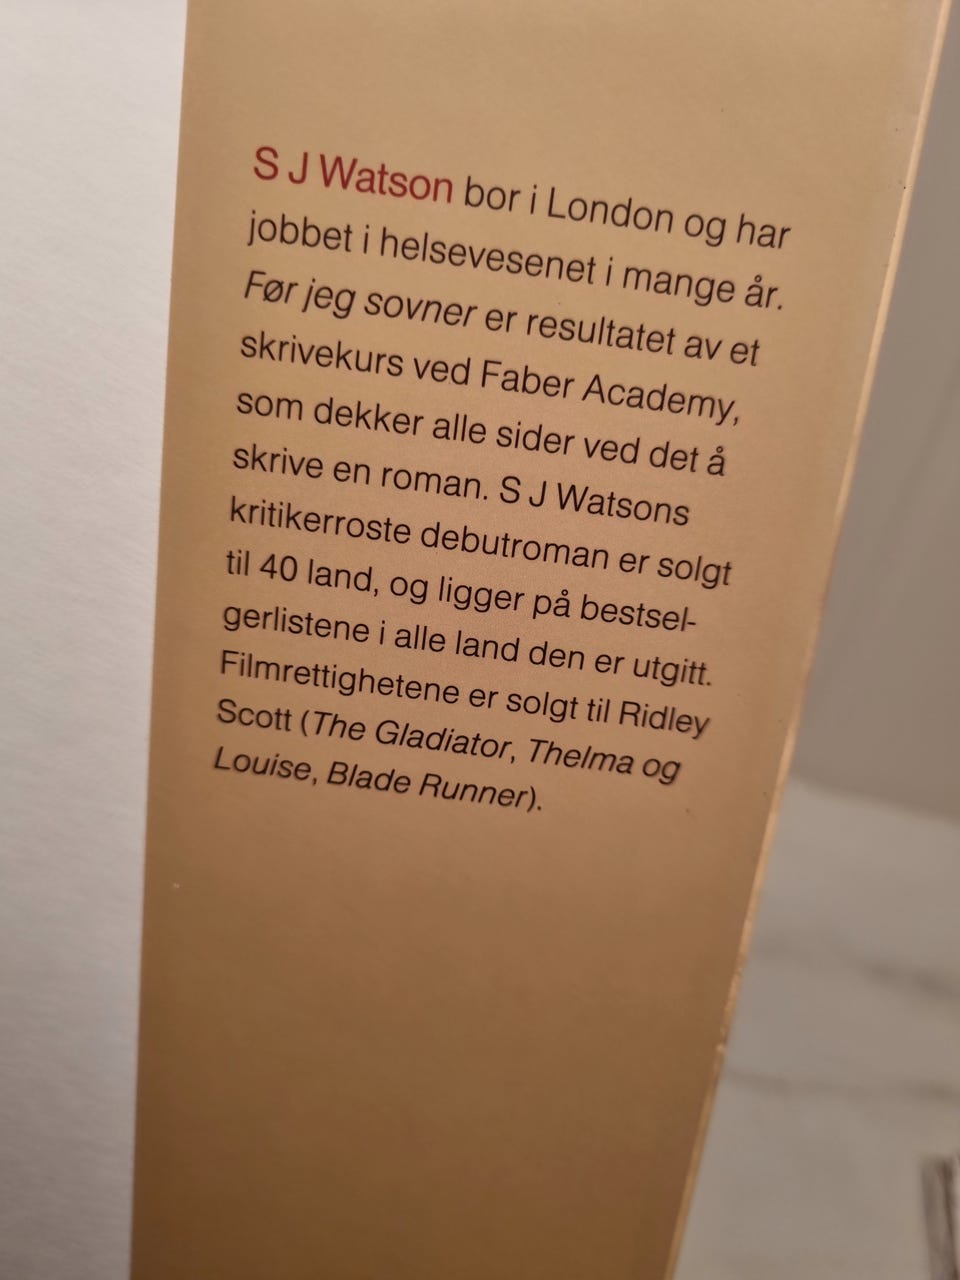 S J Watson bor i London og har
jobbet i helsevesenet i mange år.
Før jeg sovner er resultatet av et
skrivekurs ved Faber Academy,
som dekker alle sider ved det å
skrive en roman. S J Watsons
kritikerroste debutroman er solgt
til 40 land, og ligger på bestsel-
gerlistene i alle land den er utgitt.
Filmrettighetene er solgt til Ridley
Scott (The Gladiator, Thelma og
Louise, Blade Runner).